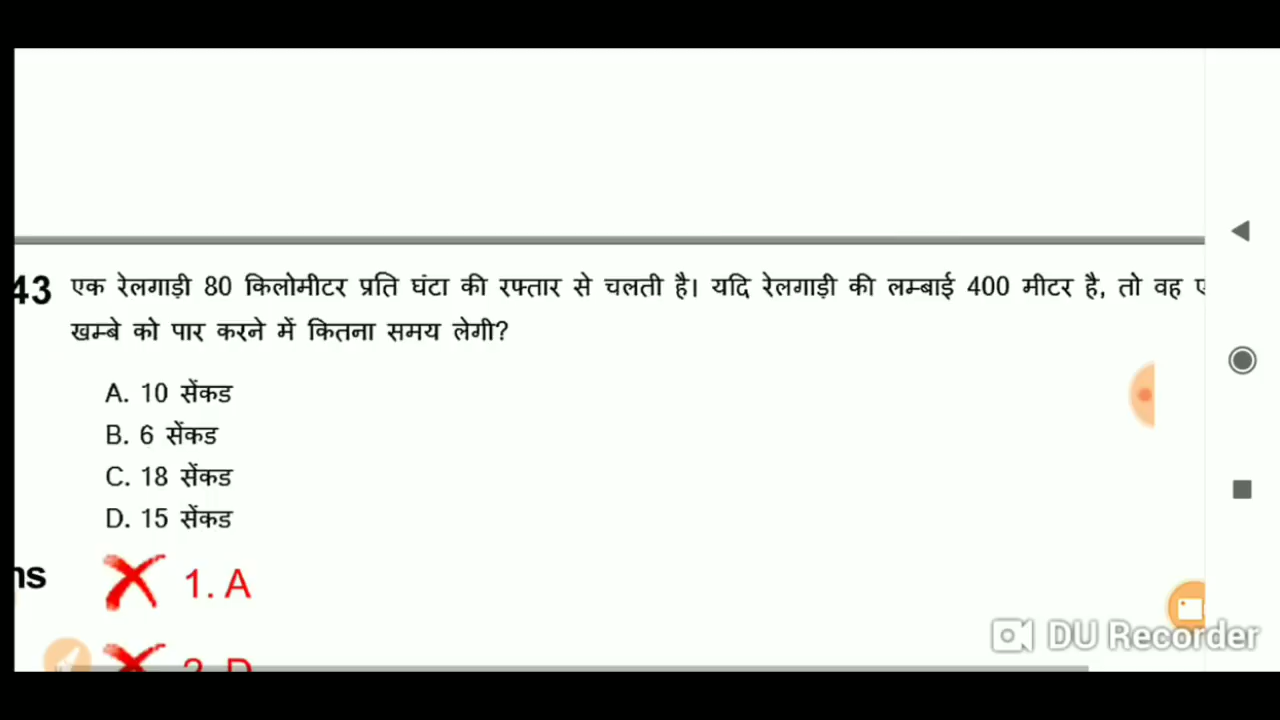 43 एक रेलगाड़ी 80 किलोमीटर प्रति घंटा की रफ्तार से चलती है। यदि रेलगाड़ी की लम्बाई 400 मीटर है, तो वह
खम्बे को पार करने में कितना समय लेगी?
A. 10 सेंकड
B. 6 सेंकड
C. 18 सेंकड
D. 15 सेंकड
ns 1. A
2. D
DU Recorder